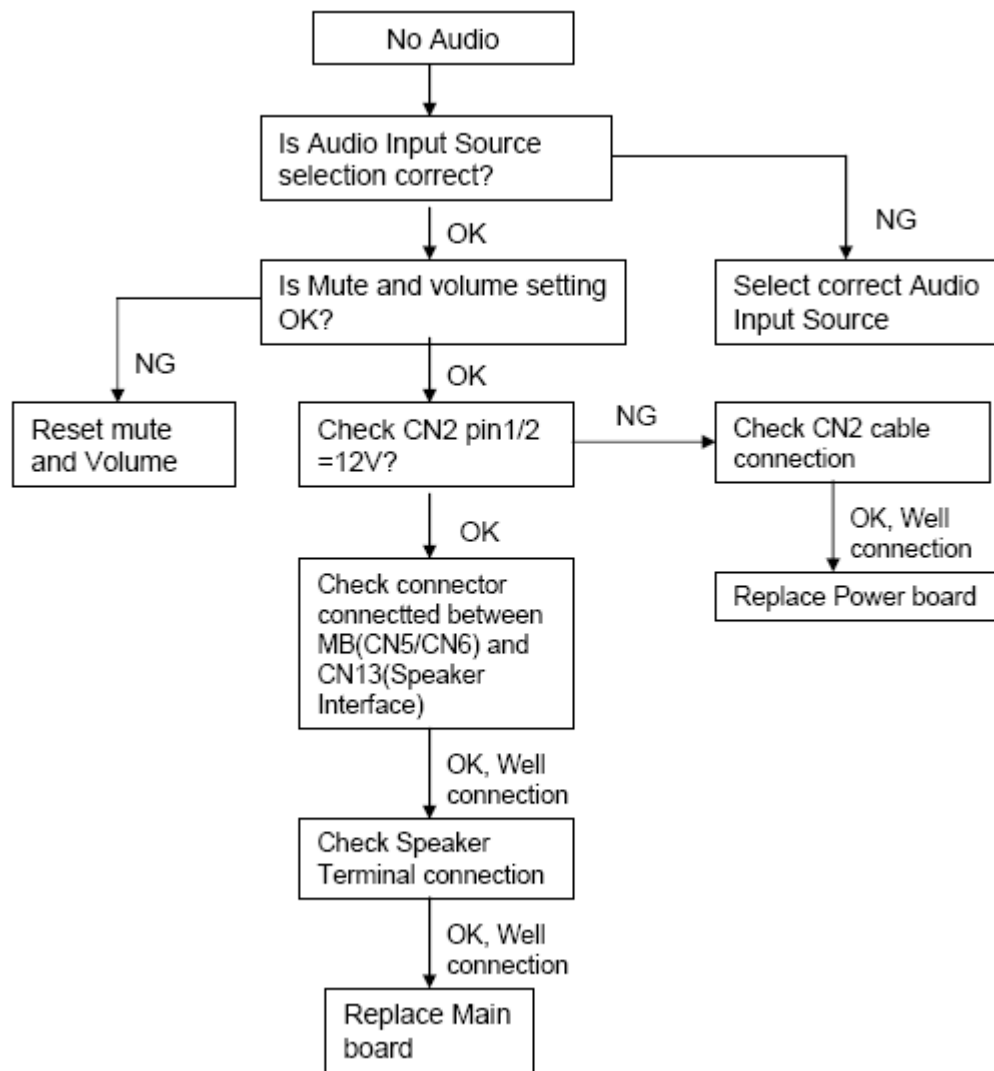 No Audio
Is Audio Input Source
selection correct?
NG
OK
Is Mute and volume setting
OK?
Select correct Audio
Input Source
NG
OK
Reset mute
and Volume
Check CN2 pin1/2
=12V?
NG
Check CN2 cable
connection
OK
OK, Well
connection
Check connector
connectted between
MB(CN5/CN6) and
CN13(Speaker
Interface)
Replace Power board
OK, Well
connection
Check Speaker
Terminal connection
OK, Well
connection
Replace Main
board